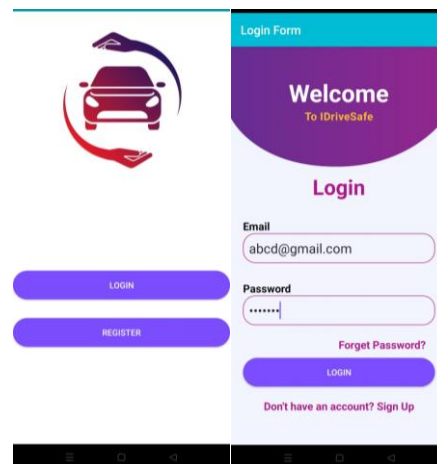 LOGIN
REGISTER
Login Form
Welcome
To IDriveSafe
Login
Email
abcd@gmail.com
Password
•••••••
Forget Password?
LOGIN
Don't have an account? Sign Up